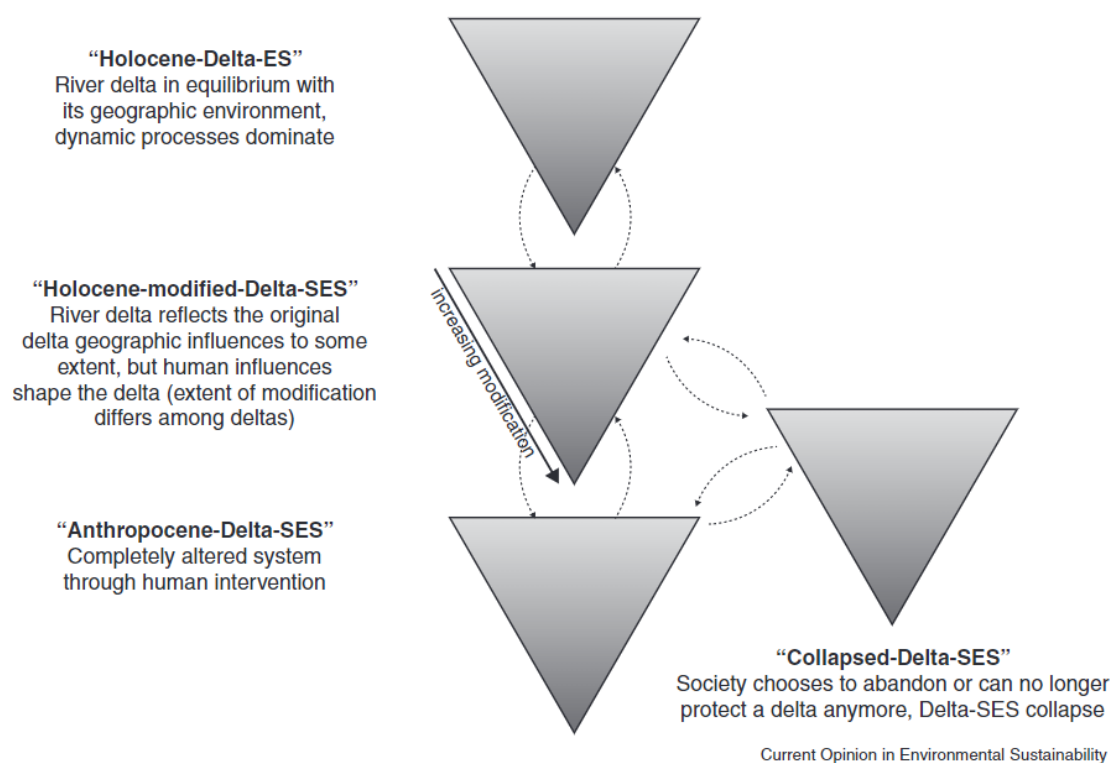 “Holocene-Delta-ES”
River delta in equilibrium with
its geographic environment,
dynamic processes dominate
“Holocene-modified-Delta-SES”
River delta reflects the original
delta geographic influences to some
extent, but human influences
shape the delta (extent of modification
differs among deltas)
increasing modification
“Anthropocene-Delta-SES”
Completely altered system
through human intervention
“Collapsed-Delta-SES”
Society chooses to abandon or can no longer
protect a delta anymore, Delta-SES collapse
Current Opinion in Environmental Sustainability